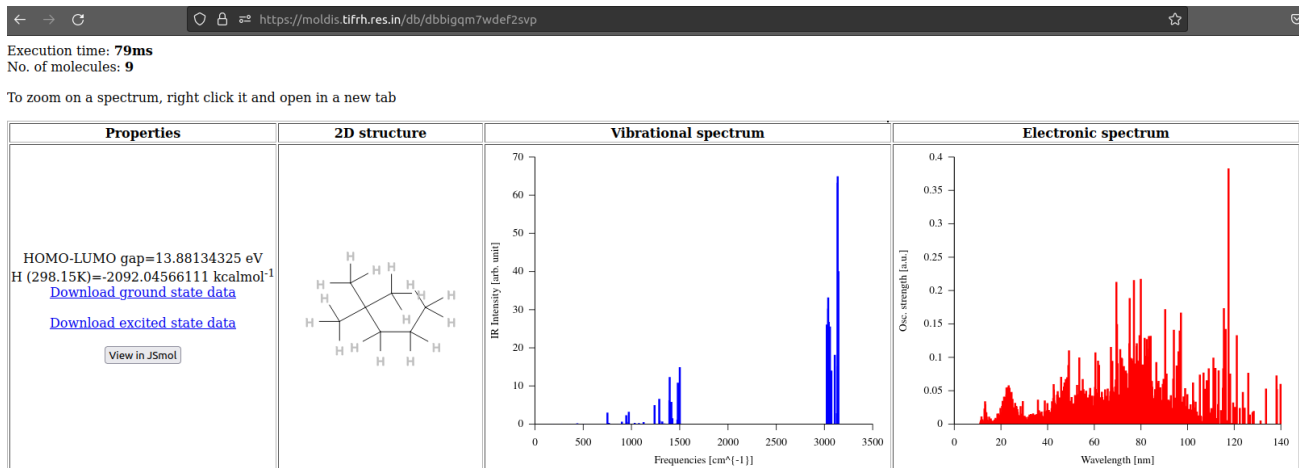 https://moldis.tifrh.res.in/db/dbbigqm7wdef2svp
Execution time: 79ms
No. of molecules: 9
To zoom on a spectrum, right click it and open in a new tab
Properties 2D structure Vibrational spectrum Electronic spectrum
HOMO-LUMO gap=13.88134325 eV
H (298.15K)=-2092.04566111 kcalmol-1
Download ground state data
Download excited state data
View in JSmol
H
H H
H H H
H H H
H H H H
H H
70
60
50
40
30
20
10
0
IR Intensity [arb. unit]
0 500 1000 1500 2000 2500 3000 3500
Frequencies [cm^{-1}]
0.4
0.35
0.3
0.25
0.2
0.15
0.1
0.05
0
Osc. strength [a.u.]
0 20 40 60 80 100 120 140
Wavelength [nm]